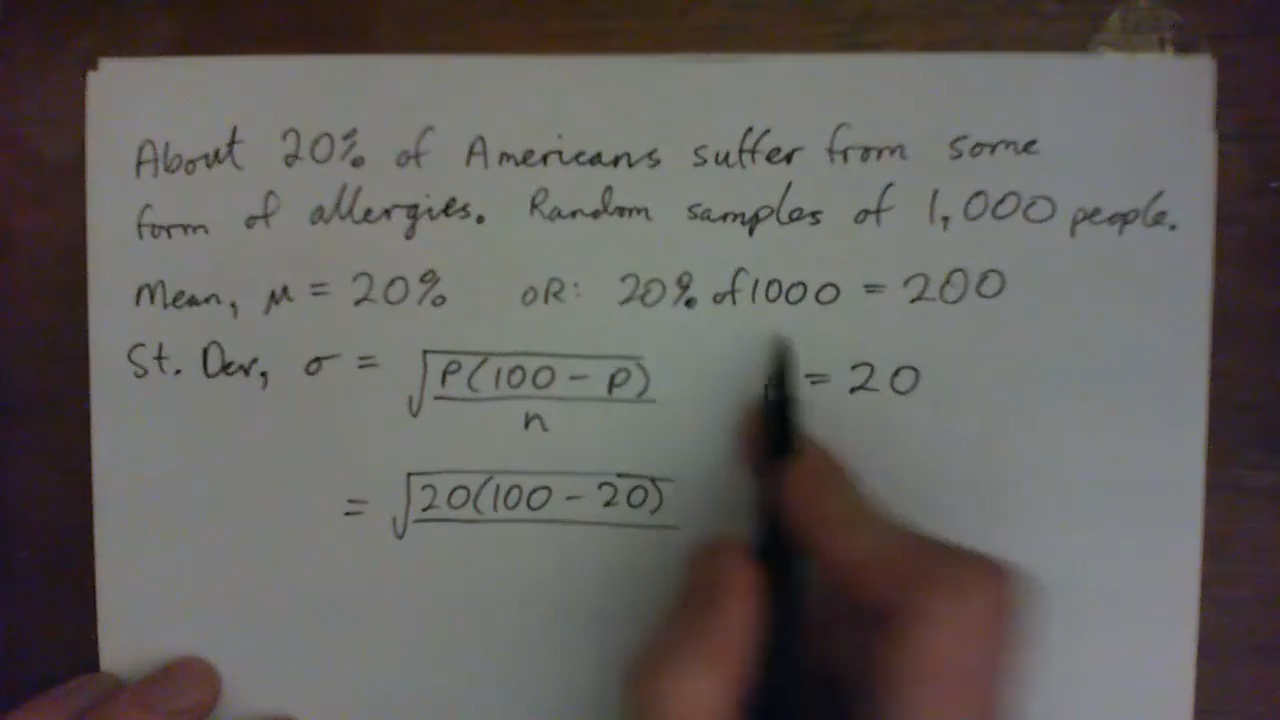 About 20% of Americans suffer from some
form of allergies. Random samples of 1,000 people.
Mean, μ = 20% OR: 20% of 1000 = 200
St. Dev, σ = √P(100 - P)/n = 20
= √20(100 - 20)